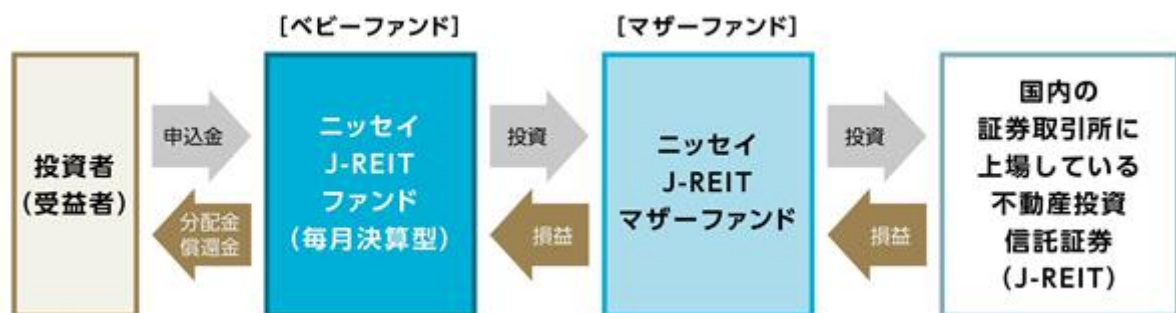 [ベビーファンド]
[マザーファンド]
投資者
(受益者)
申込金
分配金
償還金
ニッセイ
J-REIT
ファンド
(毎月決算型)
投資
損益
ニッセイ
J-REIT
マザーファンド
投資
損益
国内の
証券取引所に
上場している
不動産投資
信託証券
(J-REIT)